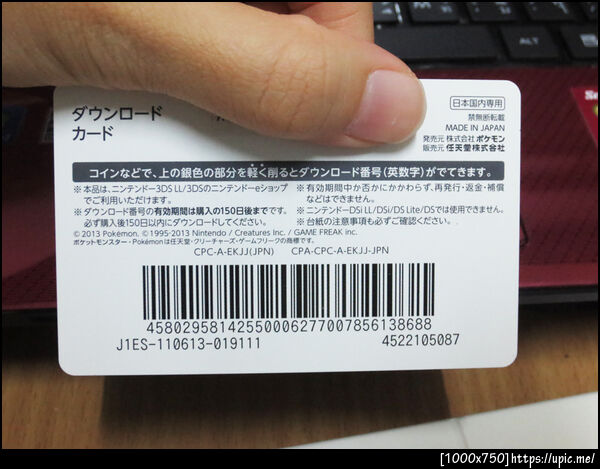 ALT
ダウンロード
カード
日本国内専用
禁無断転載
MADE IN JAPAN
発売元 株式会社 ポケモン
販売元 任天堂株式会社
コインなどで、上の銀色の部分を軽く削るとダウンロード番号(英数字)がでてきます。
※本品は、ニンテンドー3DS LL/3DSのニンテンドーeショップ
でご利用いただけます。
※ダウンロード番号の有効期間は購入の150日後までです。
必ず購入後150日以内にダウンロードしてください。
※有効期間中か否かにかかわらず、再発行・返金・補償
などはできません。
※ニンテンドーDSi LL/DSi/DS Lite/DSでは使用できません。
※台紙の注意事項も必ずご確認ください。
© 2013 Pokémon. © 1995-2013 Nintendo / Creatures Inc. / GAME FREAK inc.
ポケットモンスター・Pokémonは任天堂・クリーチャーズ・ゲームフリークの商標です。
CPC-A-EKJJ(JPN) CPA-CPC-A-EKJJ-JPN
458029581425500062770078561 38688
J1ES-110613-019111 4522105087
[1000x750]https://upic.me/